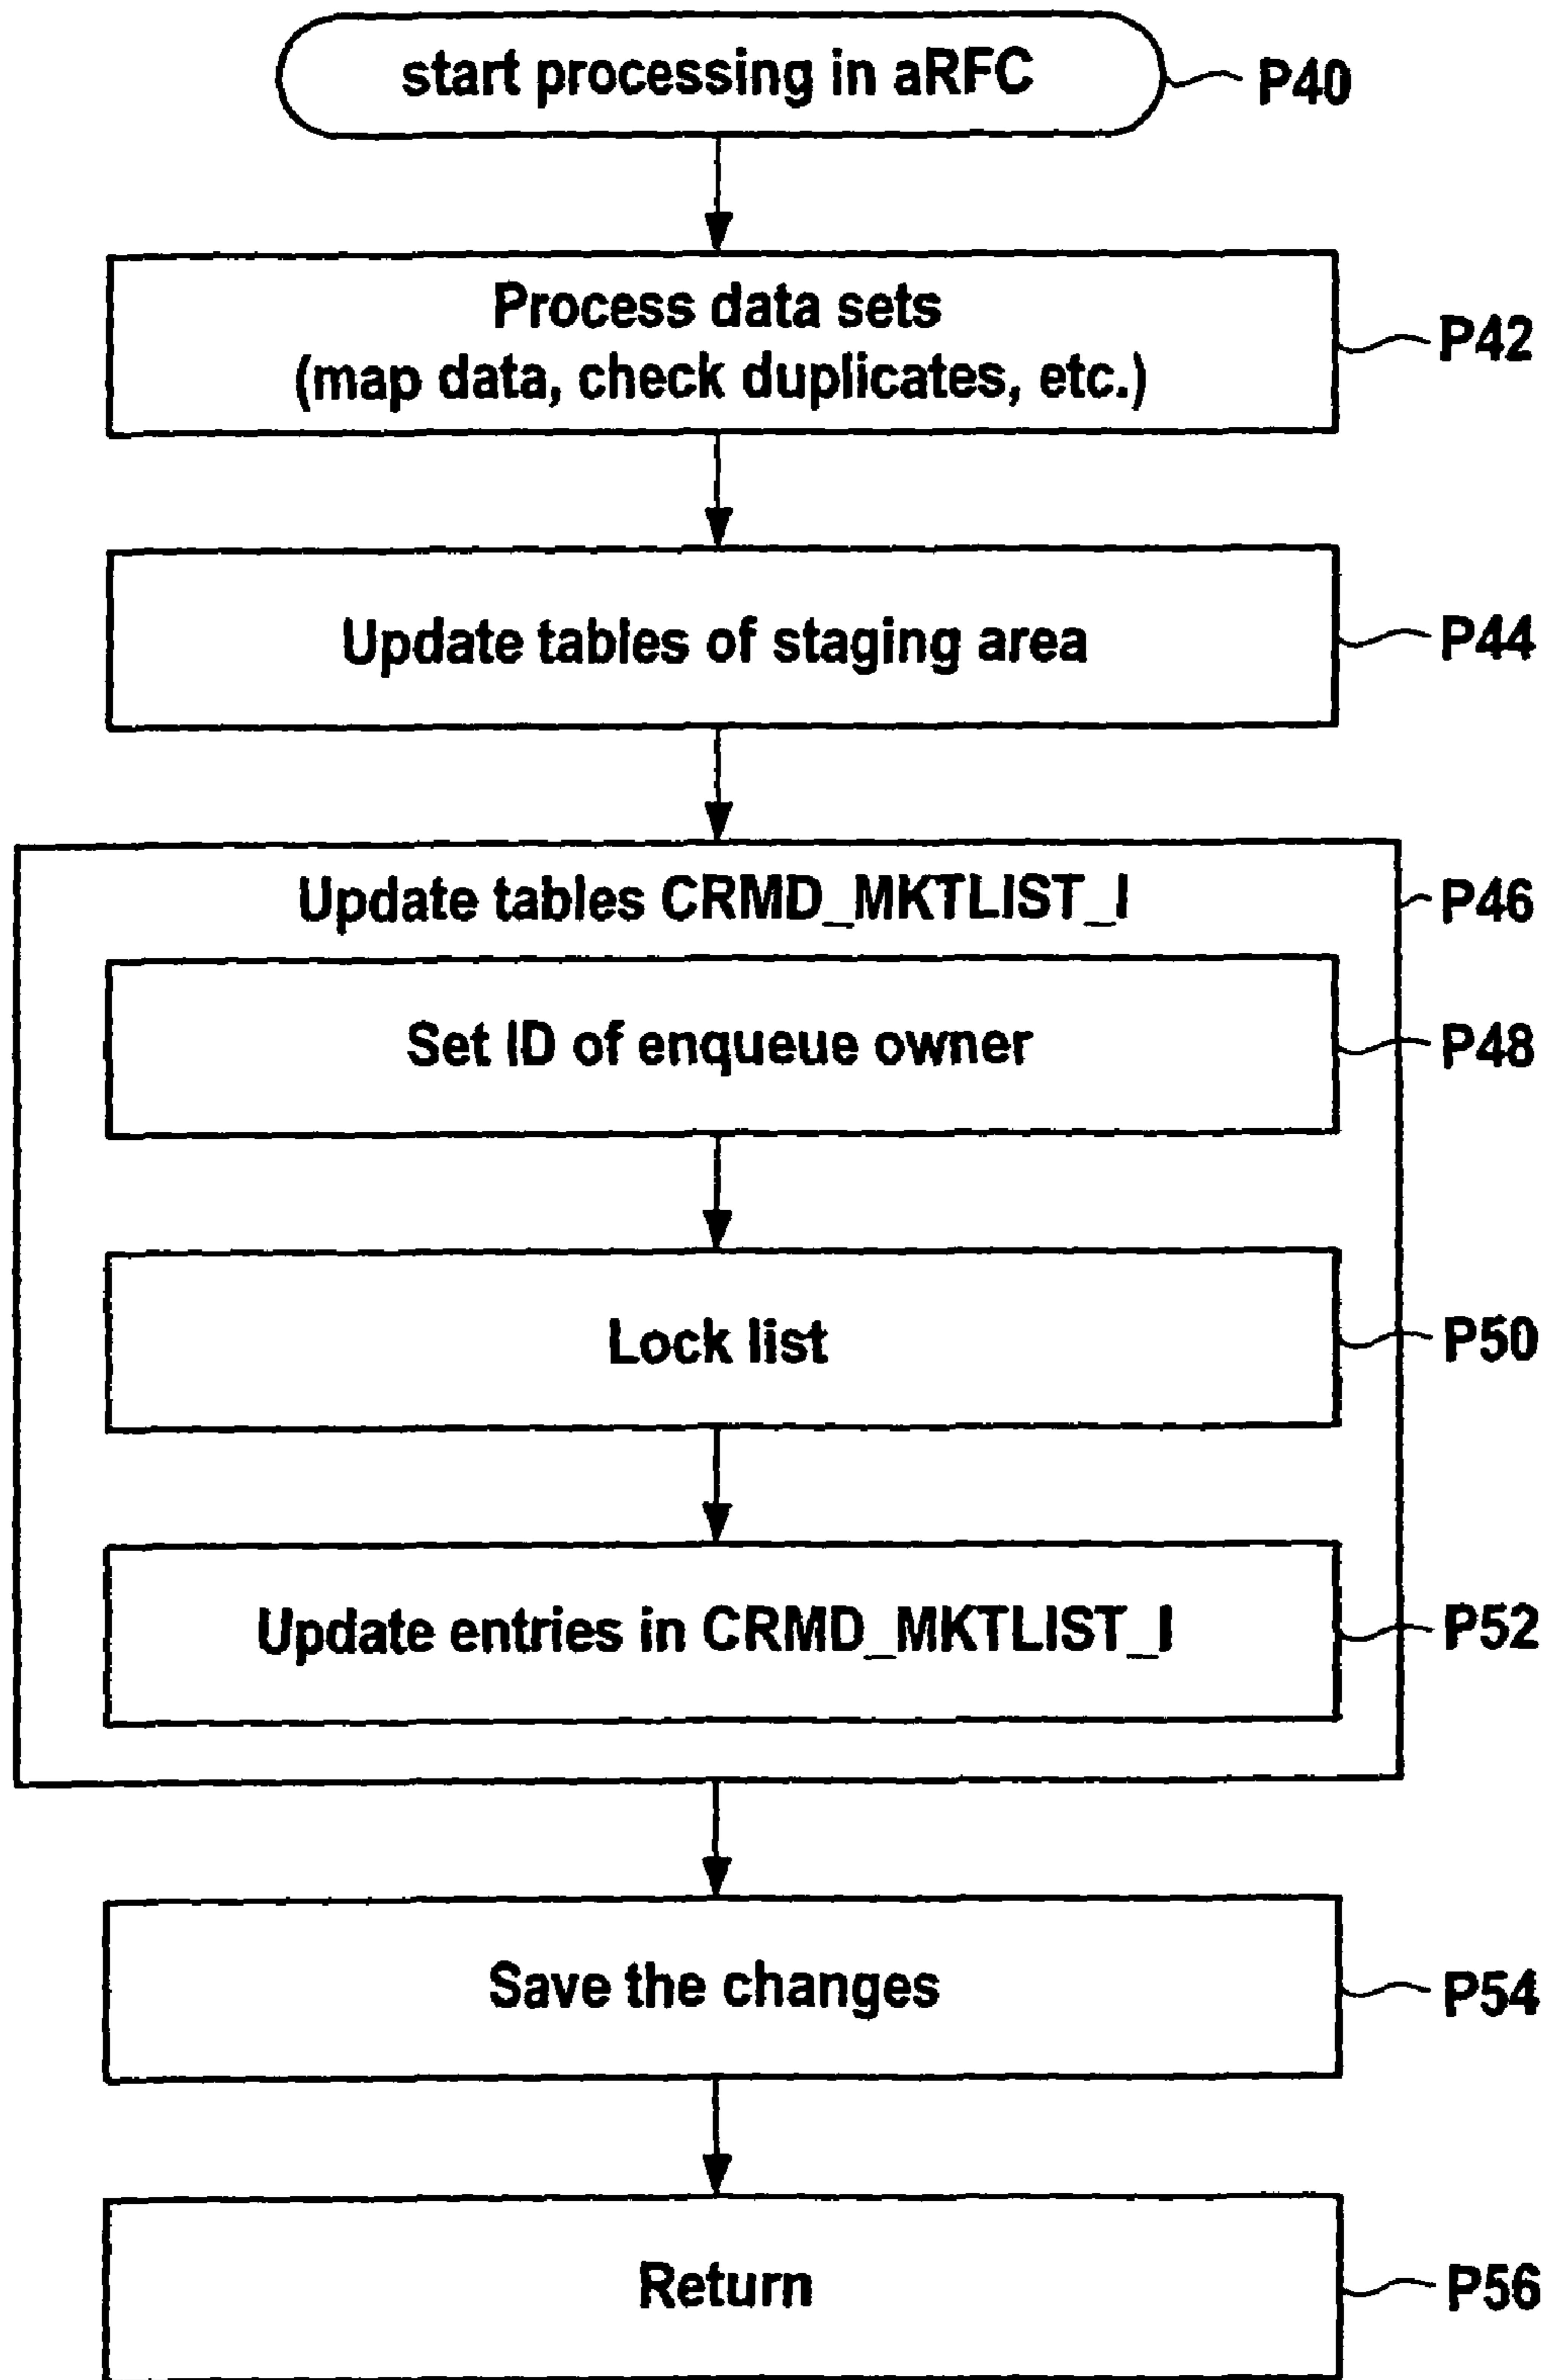 start processing in aRFC
P40
Process data sets
(map data, check duplicates, etc.)
P42
Update tables of staging area
P44
Update tables CRMD_MKTLIST_I
P46
Set ID of enqueue owner
P48
Lock list
P50
Update entries in CRMD_MKTLIST_I
P52
Save the changes
P54
Return
P56